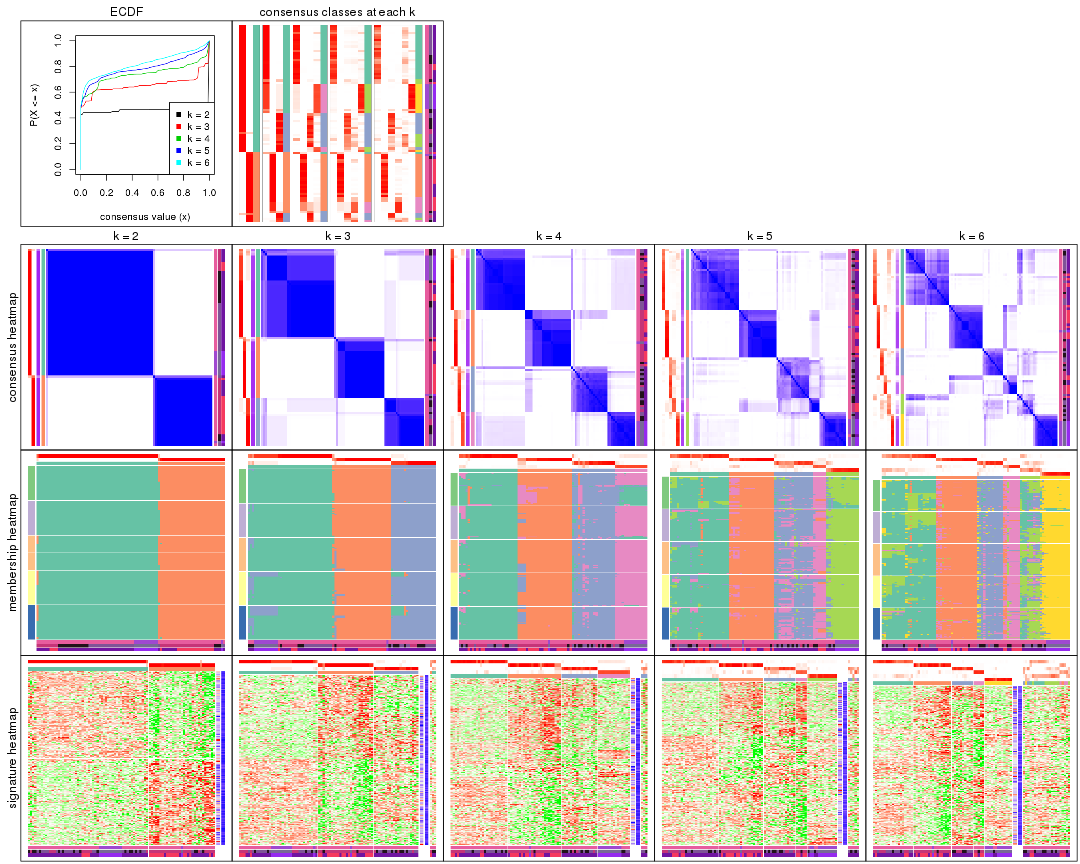 ECDF
consensus classes at each k
P(X <= x)
0.0 0.2 0.4 0.6 0.8 1.0
k = 2
k = 3
k = 4
k = 5
k = 6
0.0 0.2 0.4 0.6 0.8 1.0
consensus value (x)
k = 2
k = 3
k = 4
k = 5
k = 6
consensus heatmap
membership heatmap
signature heatmap